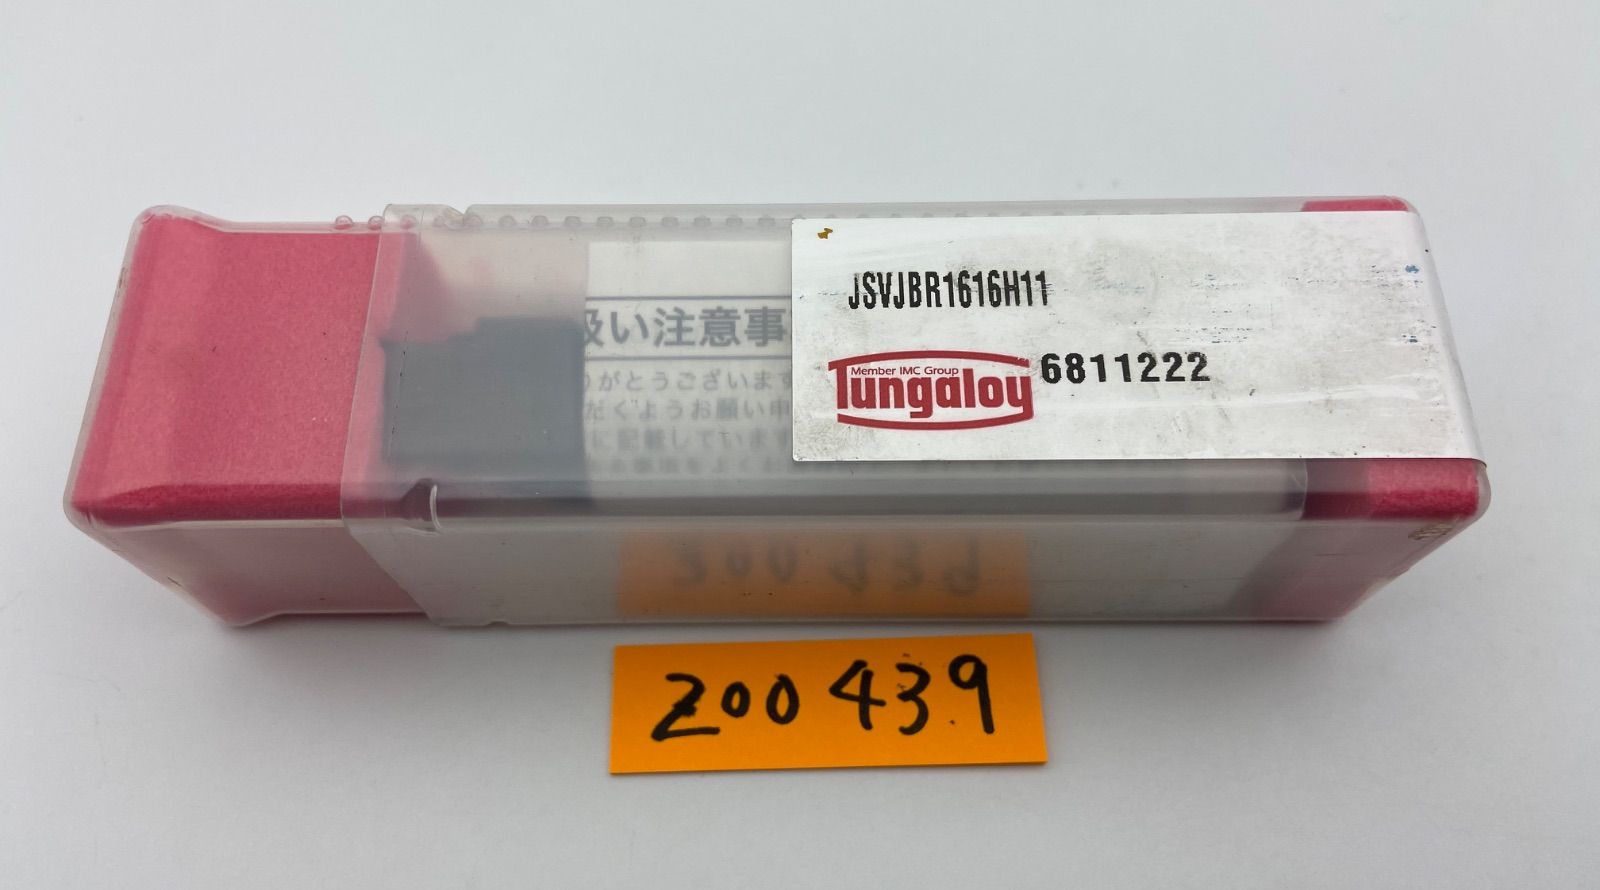 JSVJBR1616H11
Member IMC Group
Tungaloy
6811222
扱い注意事
りがとうございます
だくようお願い申
に記載しています
Z00439